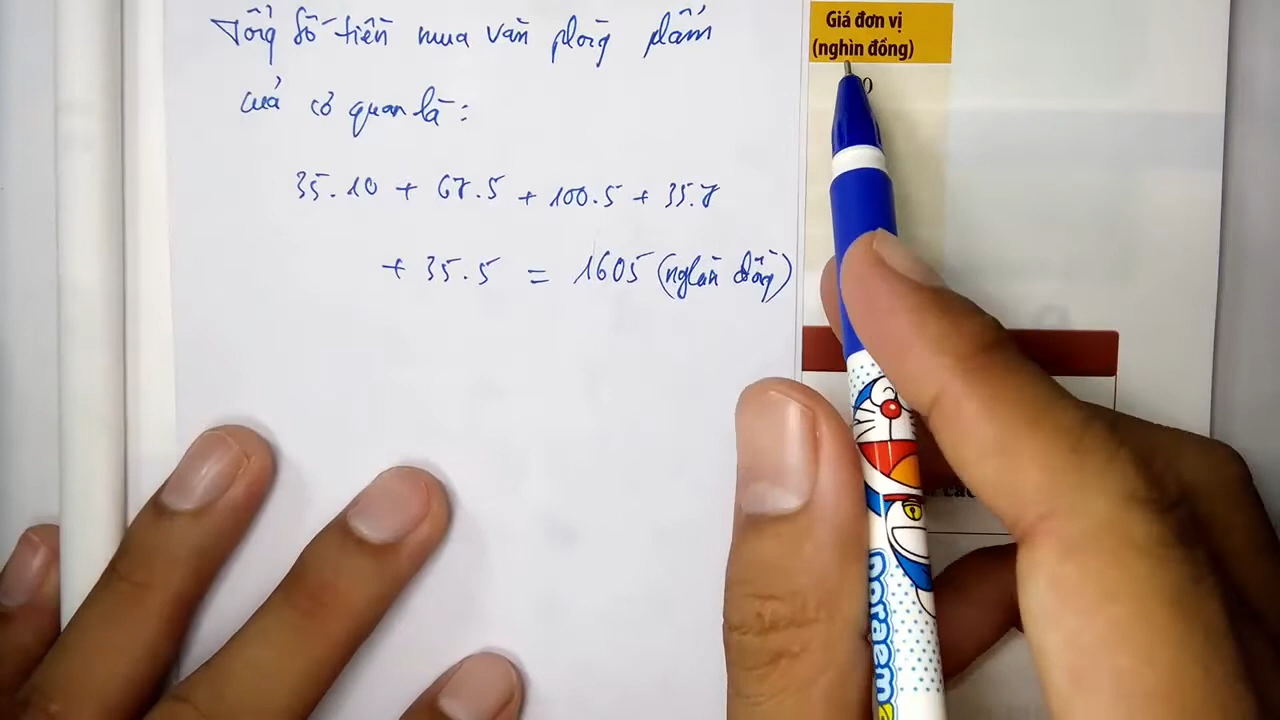 Tổng số tiền mua văn phòng phẩm
của cơ quan là:
35.10 + 67.5 + 100.5 + 35.7
+ 35.5 = 1605 (nghìn đồng)
Giá đơn vị
(nghìn đồng)
Doraemo